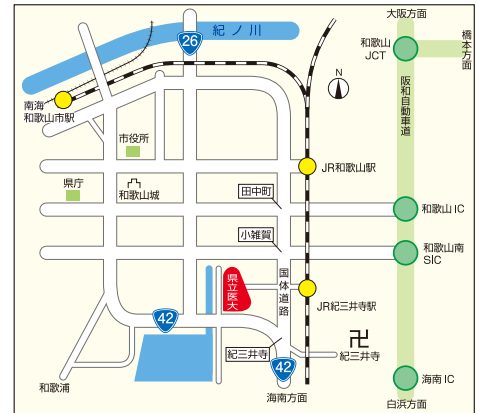 大阪方面
紀ノ川
26
和歌山
JCT
橋本方面
阪和自動車道
N
南海
和歌山市駅
市役所
JR和歌山駅
県庁
和歌山城
田中町
和歌山IC
小雑賀
和歌山南
SIC
県立医大
国体道路
JR紀三井寺駅
42
紀三井寺
卍
紀三井寺
42
和歌浦
海南方面
海南IC
白浜方面